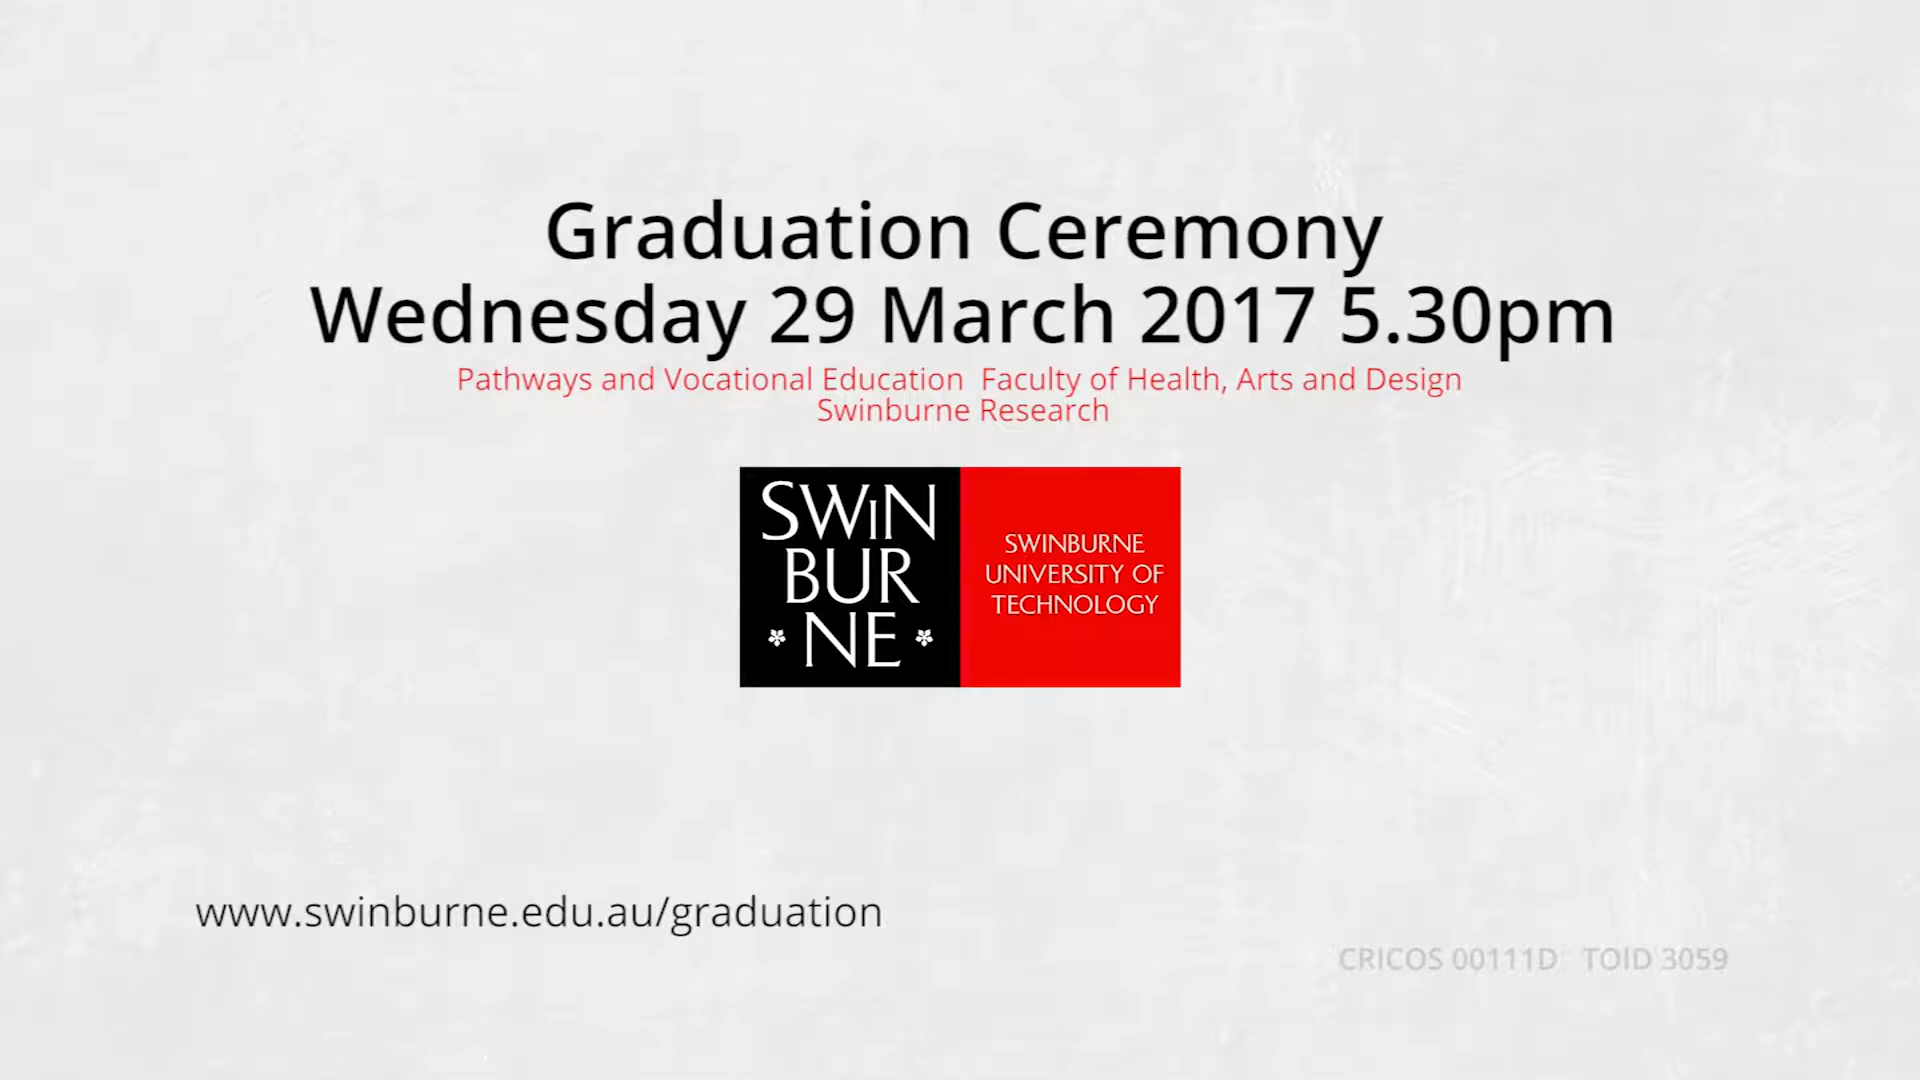 Graduation Ceremony
Wednesday 29 March 2017 5.30pm
Pathways and Vocational Education  Faculty of Health, Arts and Design
Swinburne Research
SWiN
BUR
NE
SWINBURNE
UNIVERSITY OF
TECHNOLOGY
www.swinburne.edu.au/graduation
CRICOS 00111D   TOID 3059